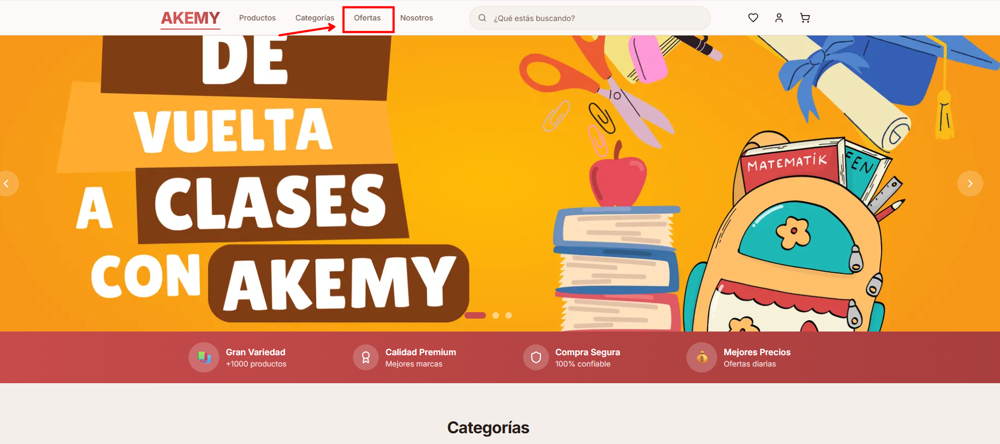 AKEMY
Productos
Categorías
Ofertas
Nosotros
¿Qué estás buscando?
DE
VUELTA
A CLASES
CON AKEMY
MATEMATİK
FEN
Gran Variedad
+1000 productos
Calidad Premium
Mejores marcas
Compra Segura
100% confiable
Mejores Precios
Ofertas diarias
Categorías